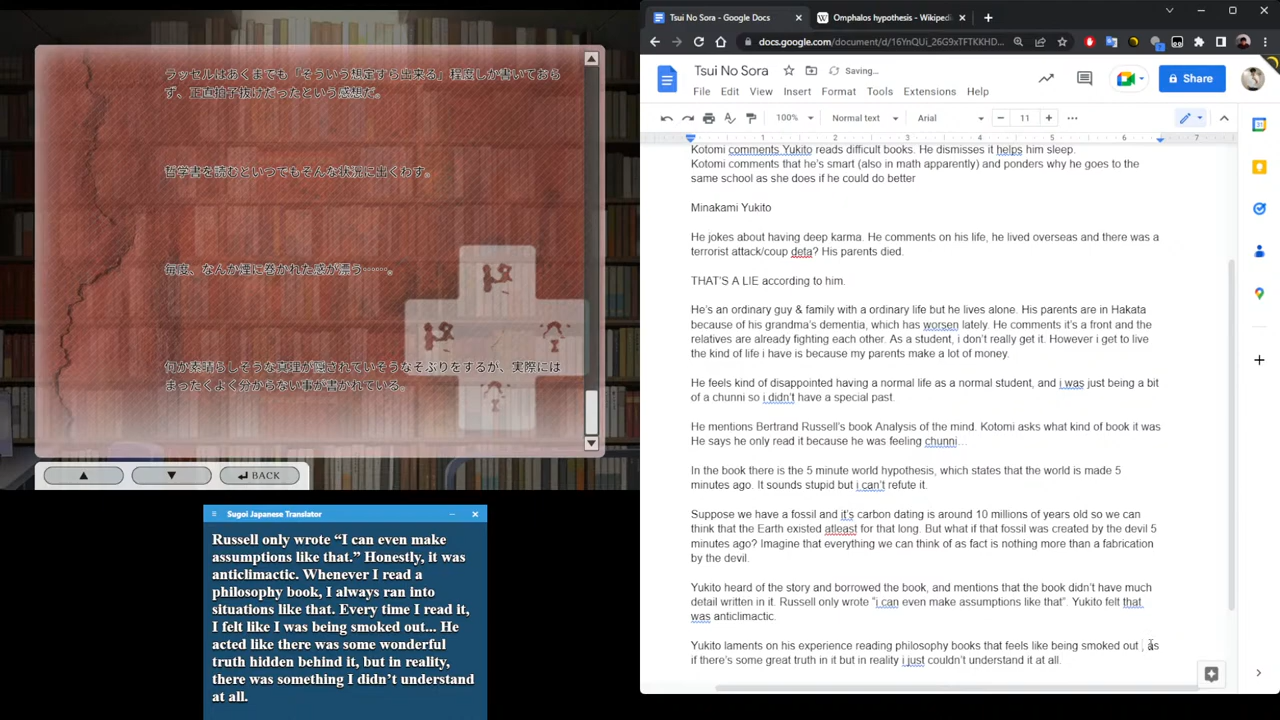 ラッセルはあくまでも「そういう想定すら出来る」程度しか書いておら
ず、正直拍子抜けだったという感想だ。
哲学書を読むといつでもそんな状況に出くわす。
毎度、なんか煙に巻かれた感が漂う……。
何か素晴らしそうな真理が隠されていそうなそぶりをするが、実際には
まったくよく分からない事が書かれている。
BACK
Sugoi Japanese Translator
Russell only wrote “I can even make
assumptions like that.” Honestly, it was
anticlimactic. Whenever I read a
philosophy book, I always ran into
situations like that. Every time I read it,
I felt like I was being smoked out... He
acted like there was some wonderful
truth hidden behind it, but in reality,
there was something I didn’t understand
at all.
Tsui No Sora - Google Docs
Omphalos hypothesis - Wikiped
docs.google.com/document/d/16YnQUi_26G9xTFTKKHD...
Tsui No Sora
Saving...
Share
File Edit View Insert Format Tools Extensions Help
100% Normal text Arial 11
1 2 3 4 5 6 7
Kotomi comments Yukito reads difficult books. He dismisses it helps him sleep.
Kotomi comments that he’s smart (also in math apparently) and ponders why he goes to the
same school as she does if he could do better
Minakami Yukito
He jokes about having deep karma. He comments on his life, he lived overseas and there was a
terrorist attack/coup deta? His parents died.
THAT’S A LIE according to him.
He’s an ordinary guy & family with a ordinary life but he lives alone. His parents are in Hakata
because of his grandma’s dementia, which has worsen lately. He comments it’s a front and the
relatives are already fighting each other. As a student, i don’t really get it. However i get to live
the kind of life i have is because my parents make a lot of money.
He feels kind of disappointed having a normal life as a normal student, and i was just being a bit
of a chunni so i didn’t have a special past.
He mentions Bertrand Russell’s book Analysis of the mind. Kotomi asks what kind of book it was
He says he only read it because he was feeling chunni…
In the book there is the 5 minute world hypothesis, which states that the world is made 5
minutes ago. It sounds stupid but i can’t refute it.
Suppose we have a fossil and it’s carbon dating is around 10 millions of years old so we can
think that the Earth existed atleast for that long. But what if that fossil was created by the devil 5
minutes ago? Imagine that everything we can think of as fact is nothing more than a fabrication
by the devil.
Yukito heard of the story and borrowed the book, and mentions that the book didn’t have much
detail written in it. Russell only wrote “i can even make assumptions like that”. Yukito felt that
was anticlimactic.
Yukito laments on his experience reading philosophy books that feels like being smoked out , as
if there’s some great truth in it but in reality i just couldn’t understand it at all.